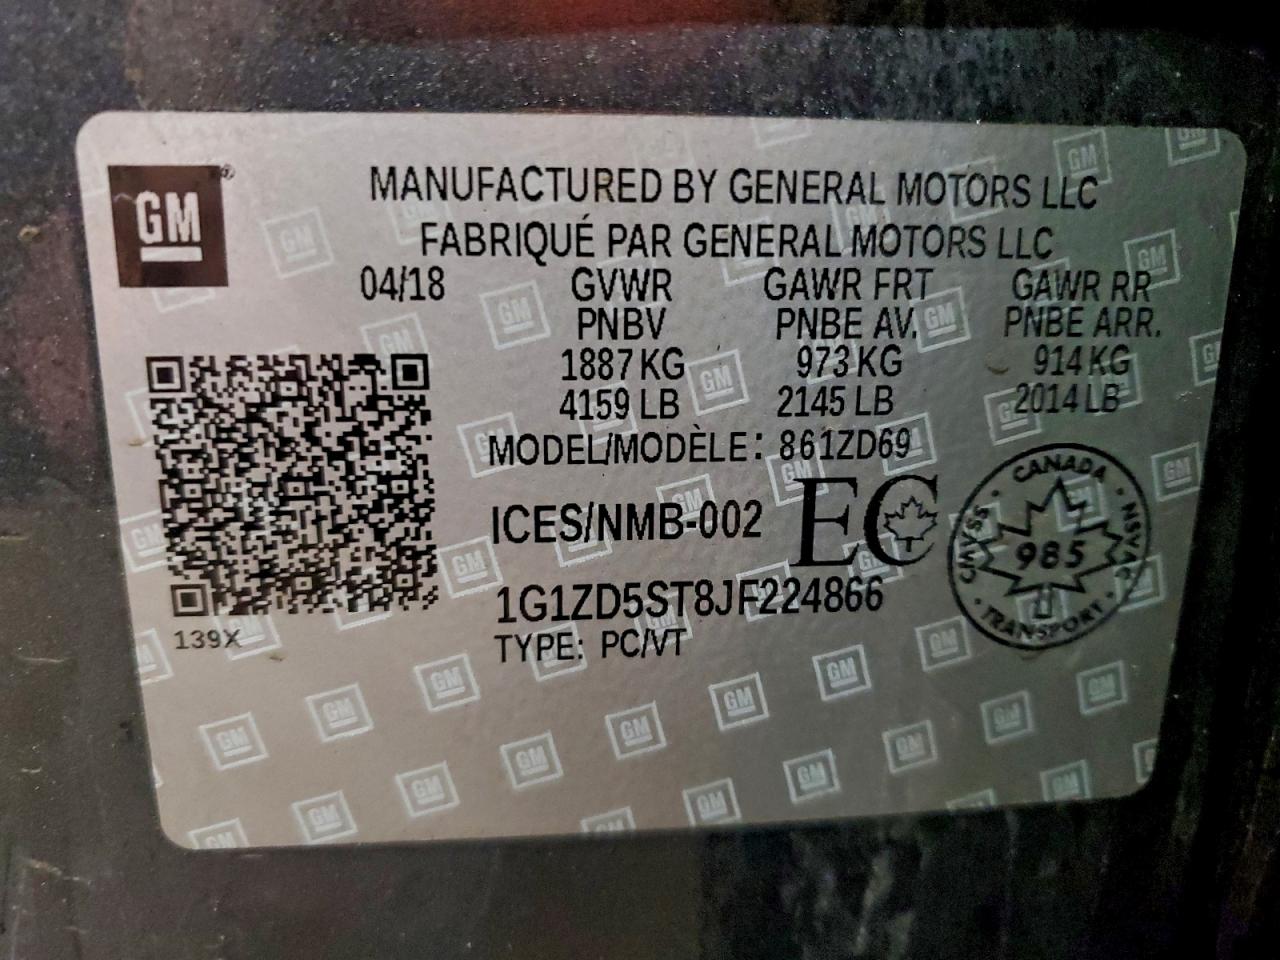 GM
MANUFACTURED BY GENERAL MOTORS LLC
FABRIQUÉ PAR GENERAL MOTORS LLC
04/18 GVWR GAWR FRT GAWR RR
PNBV PNBE AV. PNBE ARR.
1887 KG 973 KG 914 KG
4159 LB 2145 LB 2014 LB
MODEL/MODÈLE: 861ZD69
ICES/NMB-002 EC
CANADA · NSVAC · TRANSPORT · CMVSS
985
1G1ZD5ST8JF224866
139X
TYPE: PC/VT